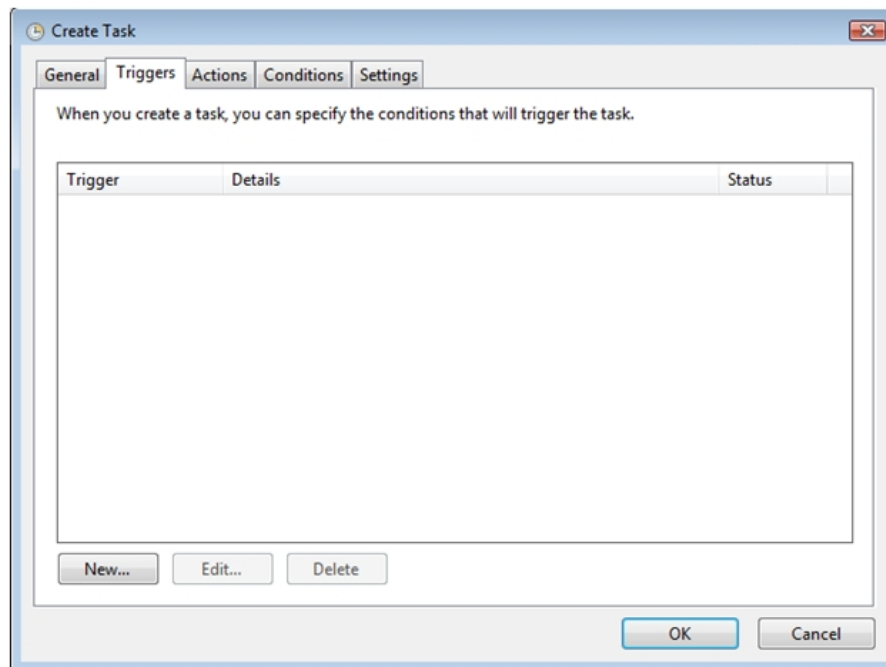 Create Task
General Triggers Actions Conditions Settings
When you create a task, you can specify the conditions that will trigger the task.
Trigger Details Status
New... Edit... Delete
OK Cancel